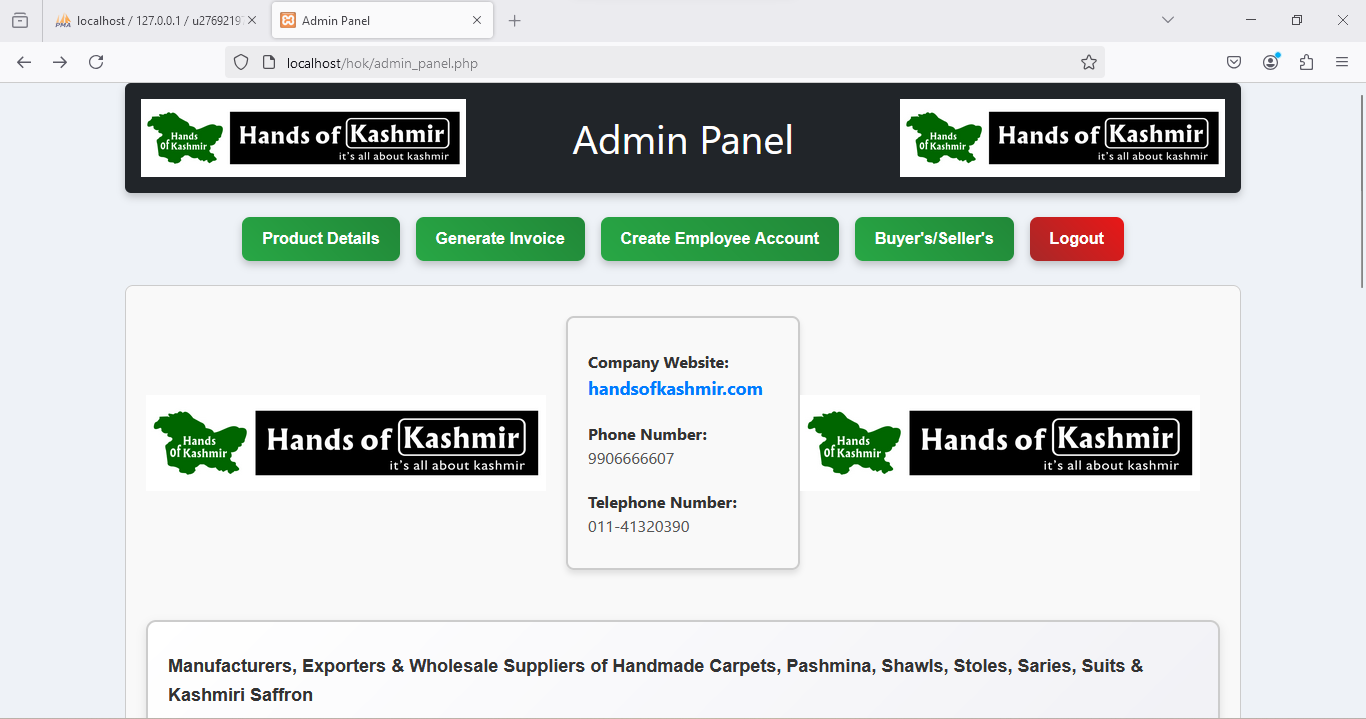 localhost / 127.0.0.1 / u2769219
Admin Panel
localhost/hok/admin_panel.php
Hands
Of Kashmir
Hands of Kashmir
it's all about kashmir
Admin Panel
Hands
Of Kashmir
Hands of Kashmir
it's all about kashmir
Product Details
Generate Invoice
Create Employee Account
Buyer's/Seller's
Logout
Hands
Of Kashmir
Hands of Kashmir
it's all about kashmir
Company Website:
handsofkashmir.com
Phone Number:
9906666607
Telephone Number:
011-41320390
Hands
Of Kashmir
Hands of Kashmir
it's all about kashmir
Manufacturers, Exporters & Wholesale Suppliers of Handmade Carpets, Pashmina, Shawls, Stoles, Saries, Suits &
Kashmiri Saffron